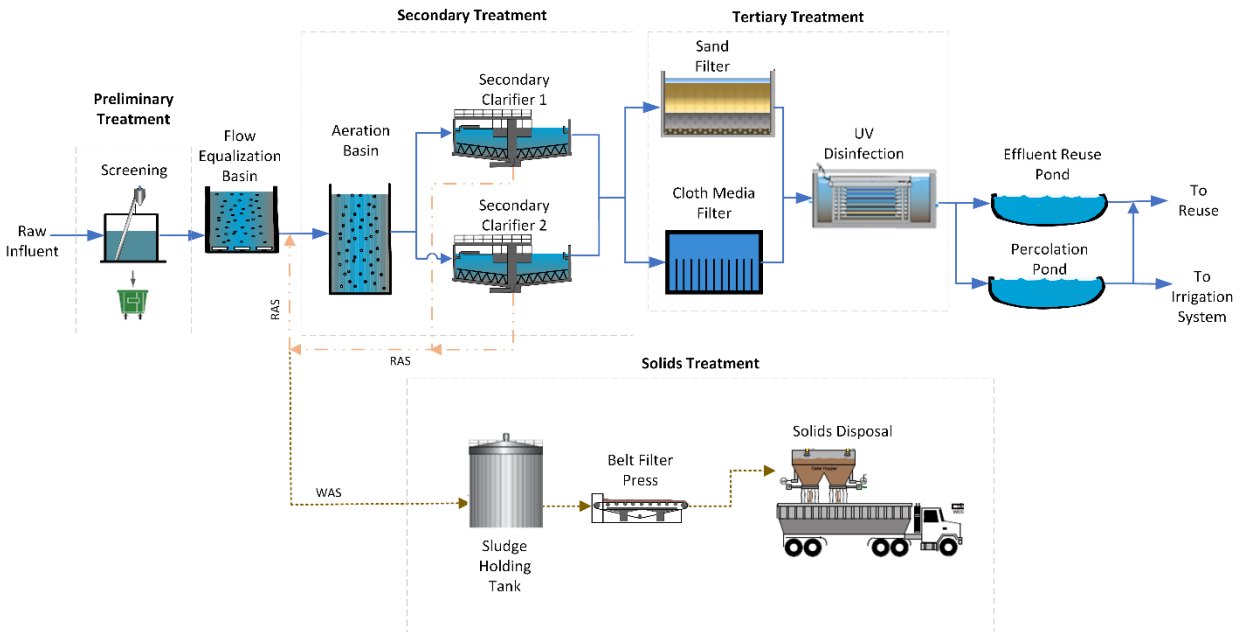 Secondary Treatment
Tertiary Treatment
Preliminary
Treatment
Screening
Raw
Influent
Flow
Equalization
Basin
Aeration
Basin
Secondary
Clarifier 1
Secondary
Clarifier 2
Sand
Filter
Cloth Media
Filter
UV
Disinfection
Effluent Reuse
Pond
Percolation
Pond
To
Reuse
To
Irrigation
System
RAS
RAS
WAS
Solids Treatment
Sludge
Holding
Tank
Belt Filter
Press
Solids Disposal
Cake Hopper